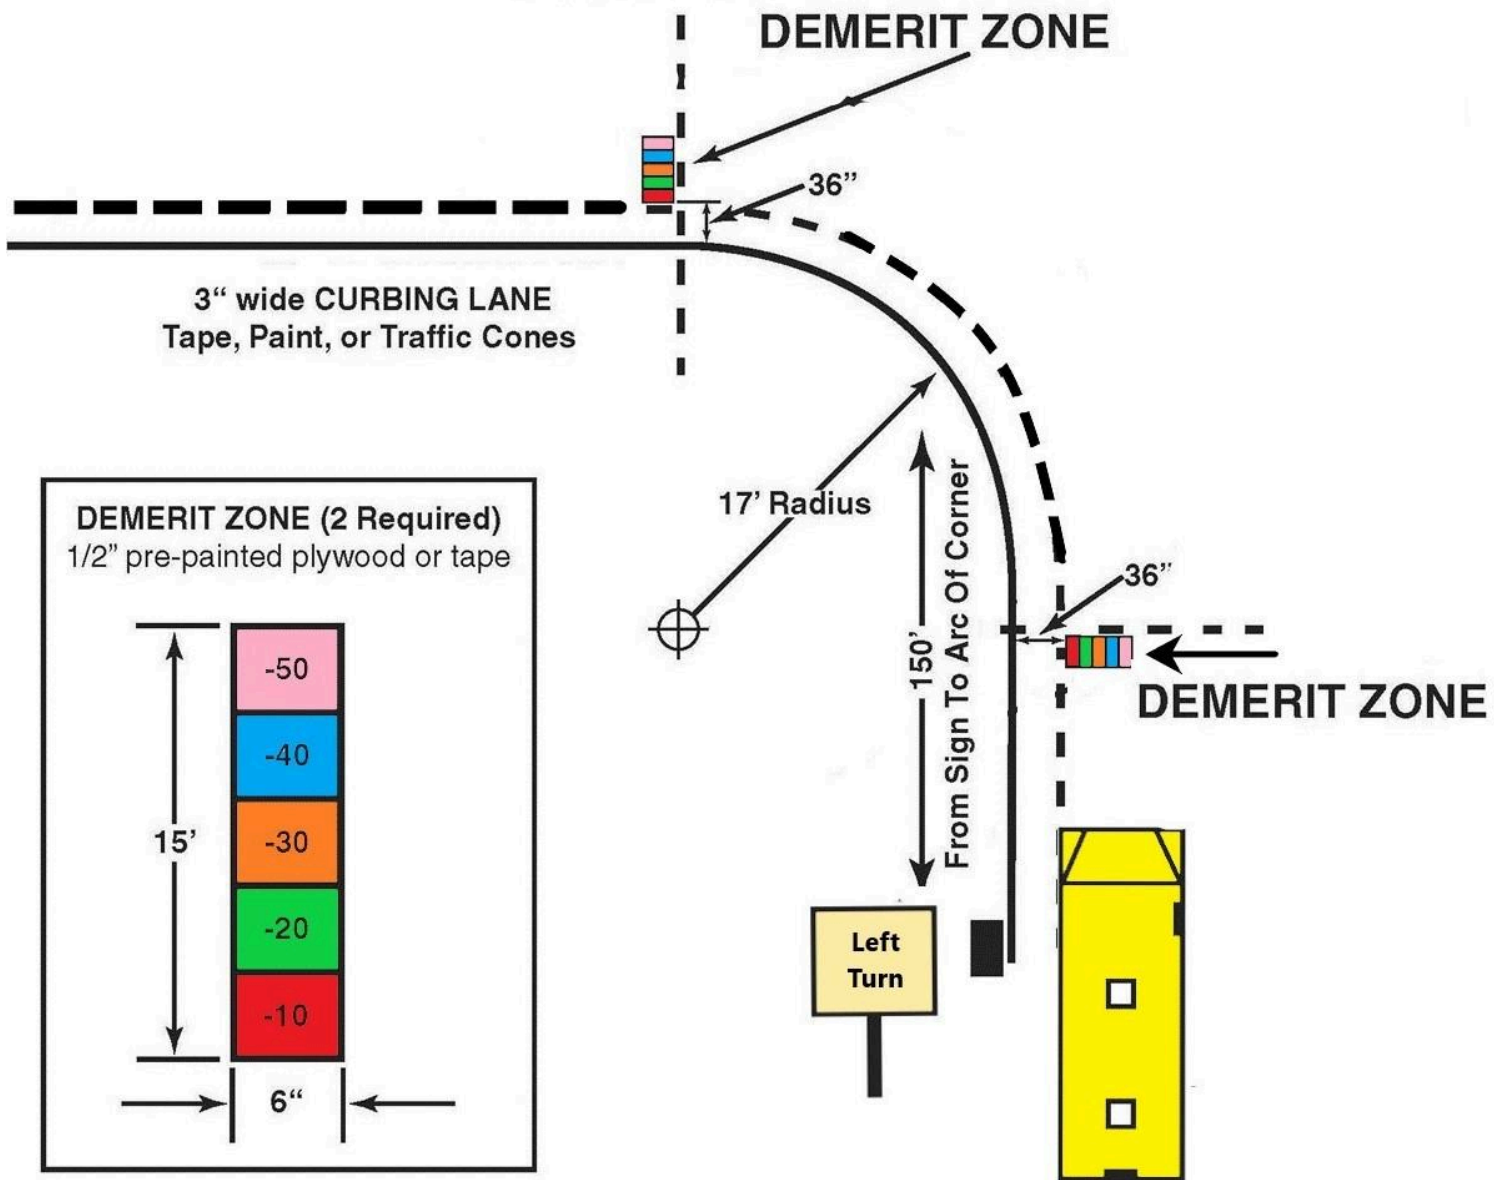 DEMERIT ZONE
36”
3“ wide CURBING LANE
Tape, Paint, or Traffic Cones
17’ Radius
150’
From Sign To Arc Of Corner
36”
DEMERIT ZONE
DEMERIT ZONE (2 Required)
1/2” pre-painted plywood or tape
-50
-40
-30
-20
-10
15’
6“
Left
Turn